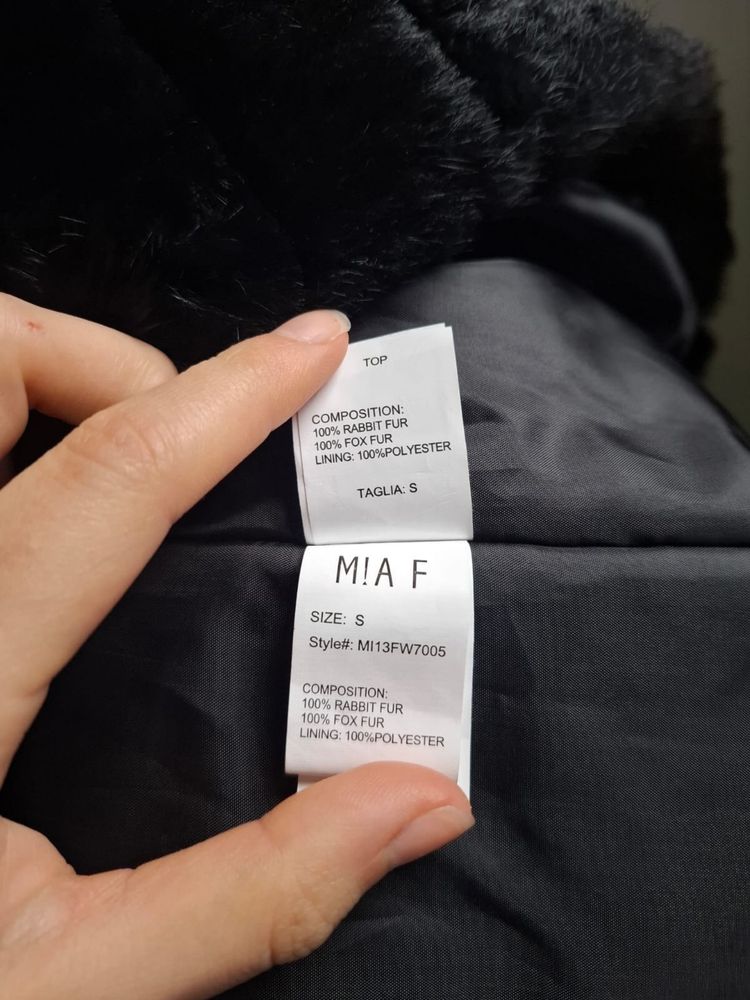 TOP
COMPOSITION:
100% RABBIT FUR
100% FOX FUR
LINING: 100%POLYESTER
TAGLIA: S
M!A F
SIZE: S
Style#: MI13FW7005
COMPOSITION:
100% RABBIT FUR
100% FOX FUR
LINING: 100%POLYESTER